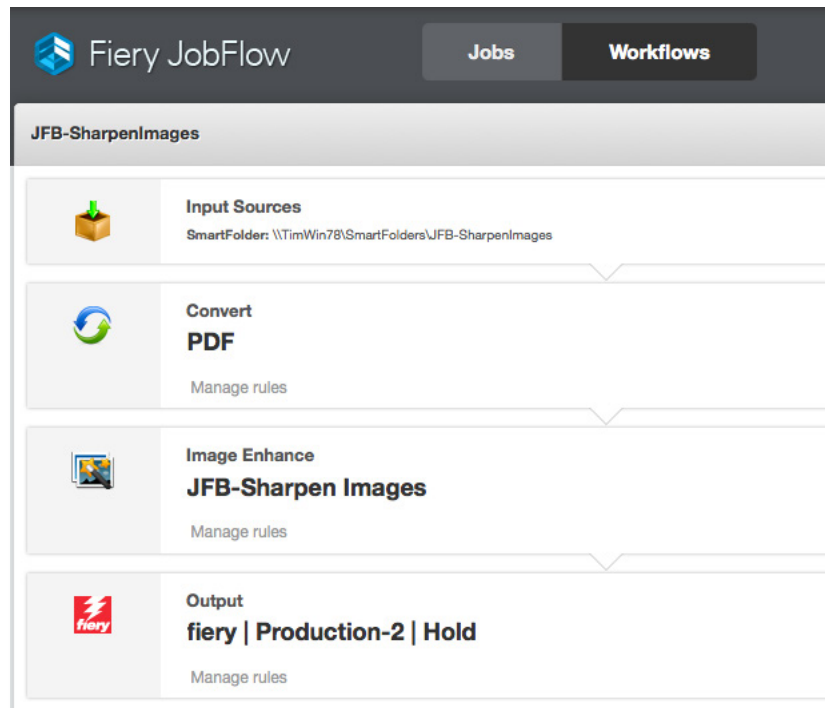 Fiery JobFlow
Jobs
Workflows
JFB-SharpenImages
Input Sources
SmartFolder: \\TimWin78\SmartFolders\JFB-SharpenImages
Convert
PDF
Manage rules
Image Enhance
JFB-Sharpen Images
Manage rules
fiery
Output
fiery | Production-2 | Hold
Manage rules